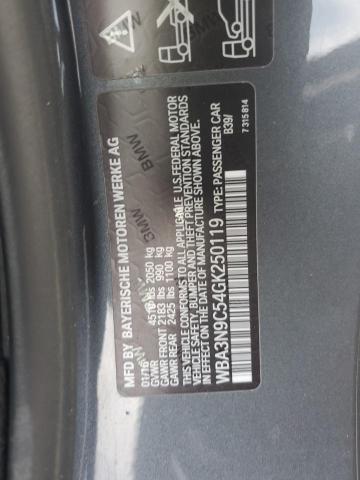 MFD BY BAYERISCHE MOTOREN WERKE AG
01/16
GVWR 4519 lbs 2050 kg
GAWR FRONT 2183 lbs 990 kg
GAWR REAR 2425 lbs 1100 kg
THIS VEHICLE CONFORMS TO ALL APPLICABLE U.S.FEDERAL MOTOR
VEHICLE SAFETY, BUMPER AND THEFT PREVENTION STANDARDS
IN EFFECT ON THE DATE OF MANUFACTURE SHOWN ABOVE.
WBA3N9C54GK250119 TYPE: PASSENGER CAR
B39/
7 315 814
BMW
BMW
BMW